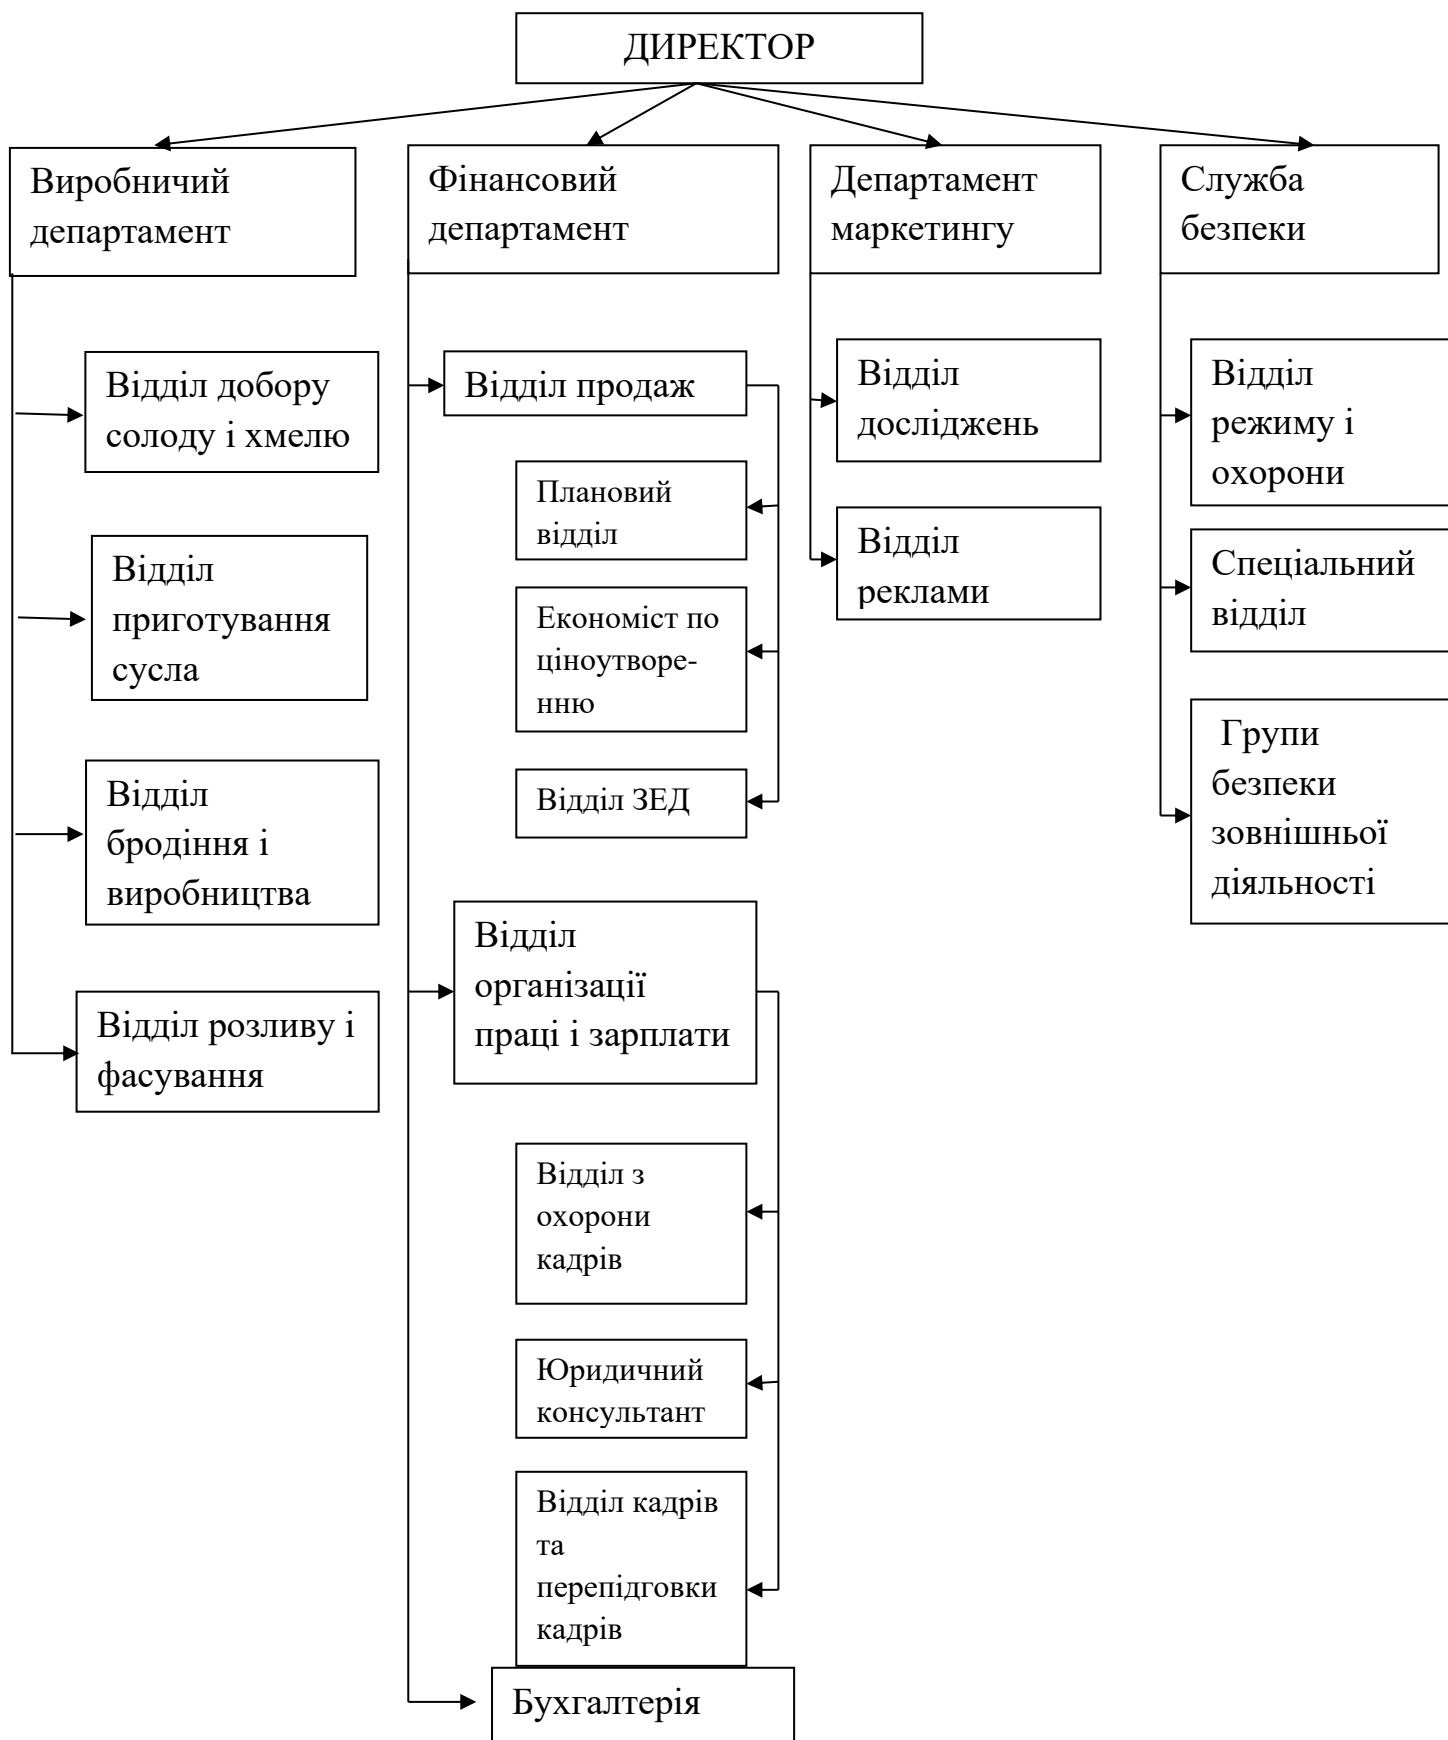 ДИРЕКТОР
Виробничий
департамент
Фінансовий
департамент
Департамент
маркетингу
Служба
безпеки
Відділ добору
солоду і хмелю
Відділ
приготування
сусла
Відділ
бродіння і
виробництва
Відділ розливу і
фасування
Відділ продаж
Плановий
відділ
Економіст по
ціноутворе-
нню
Відділ ЗЕД
Відділ
організації
праці і зарплати
Відділ з
охорони
кадрів
Юридичний
консультант
Відділ кадрів
та
перепідговки
кадрів
Бухгалтерія
Відділ
досліджень
Відділ
реклами
Відділ
режиму і
охорони
Спеціальний
відділ
Групи
безпеки
зовнішньої
діяльності